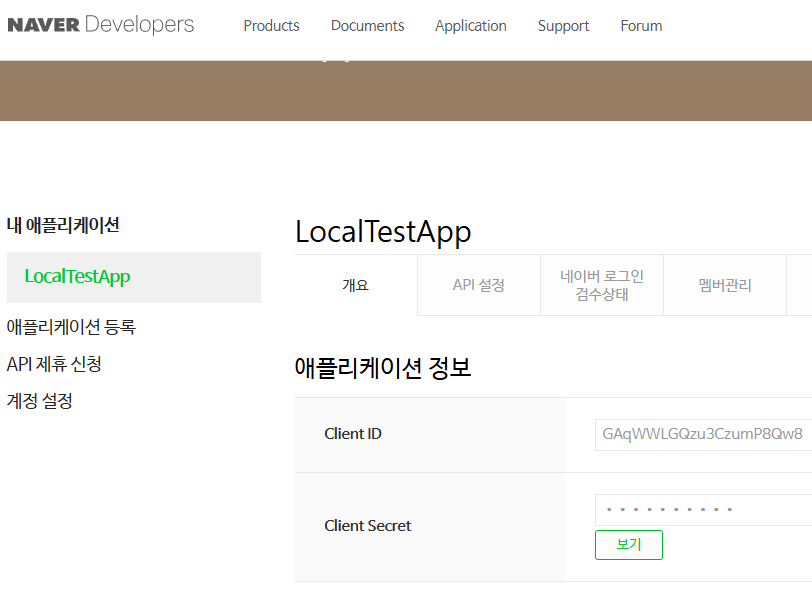 NAVER Developers
Products
Documents
Application
Support
Forum
내 애플리케이션
LocalTestApp
애플리케이션 등록
API 제휴 신청
계정 설정
LocalTestApp
개요
API 설정
네이버 로그인
검수상태
멤버관리
애플리케이션 정보
Client ID
GAqWWLGQzu3CzumP8Qw8
Client Secret
보기